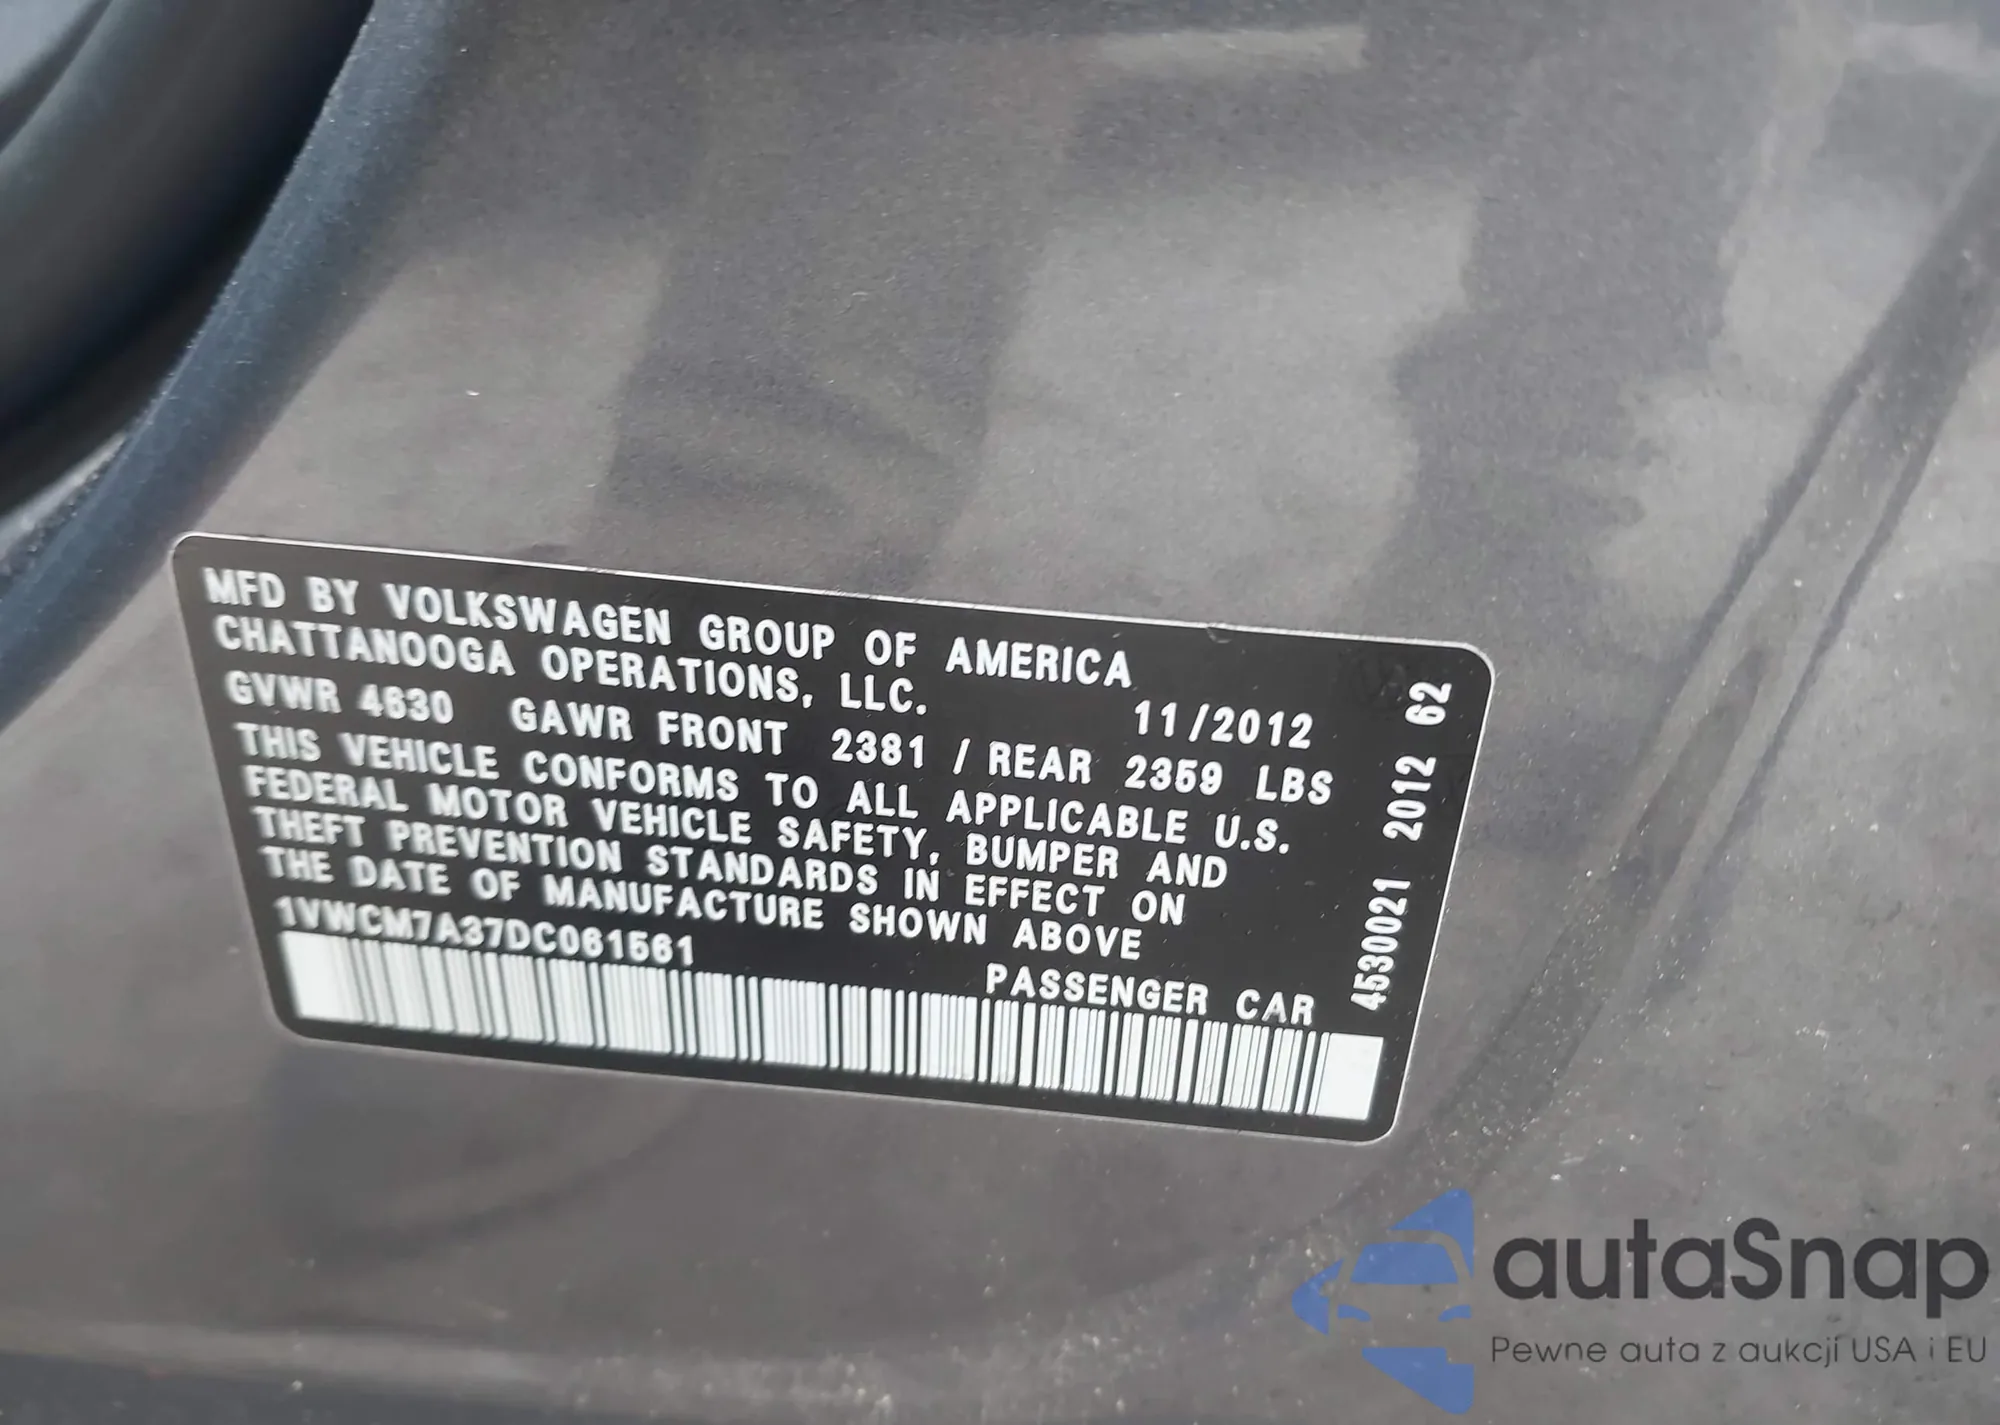 MFD BY VOLKSWAGEN GROUP OF AMERICA
CHATTANOOGA OPERATIONS, LLC.
11/2012
GVWR 4630 GAWR FRONT 2381 / REAR 2359 LBS
THIS VEHICLE CONFORMS TO ALL APPLICABLE U.S.
FEDERAL MOTOR VEHICLE SAFETY, BUMPER AND
THEFT PREVENTION STANDARDS IN EFFECT ON
THE DATE OF MANUFACTURE SHOWN ABOVE
1VWCM7A37DC061561
PASSENGER CAR
4530021 2012 62
autaSnap
Pewne auta z aukcji USA i EU